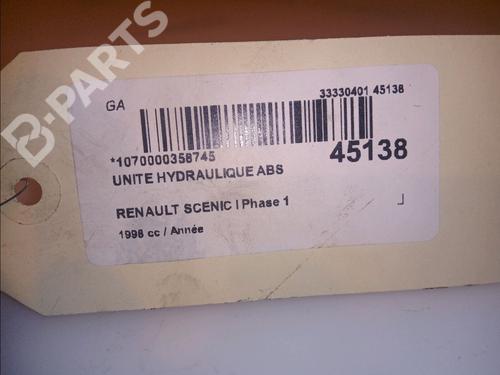 B-PARTS
GA
33330401 45138
*1070000358745
45138
UNITE HYDRAULIQUE ABS
RENAULT SCENIC I Phase 1
1998 cc / Année